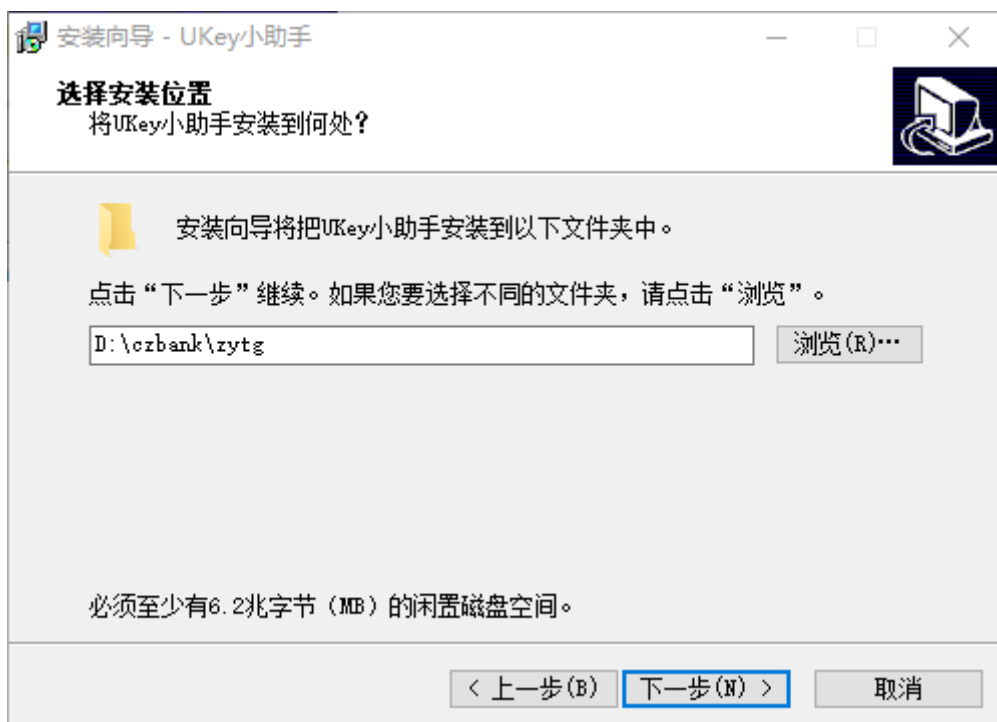 安装向导 - UKey小助手
选择安装位置
将UKey小助手安装到何处?
安装向导将把UKey小助手安装到以下文件夹中。
点击“下一步”继续。如果您要选择不同的文件夹，请点击“浏览”。
D:\czbank\zytg
浏览(R)…
必须至少有6.2兆字节（MB）的闲置磁盘空间。
< 上一步(B)
下一步(N) >
取消